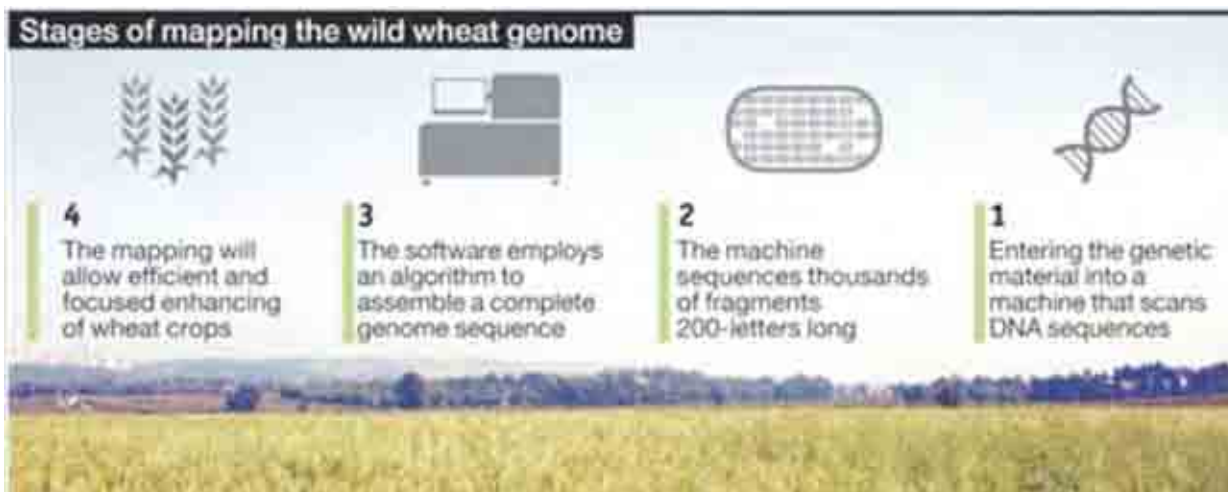 Stages of mapping the wild wheat genome
1
Entering the genetic
material into a
machine that scans
DNA sequences
2
The machine
sequences thousands
of fragments
200-letters long
3
The software employs
an algorithm to
assemble a complete
genome sequence
4
The mapping will
allow efficient and
focused enhancing
of wheat crops